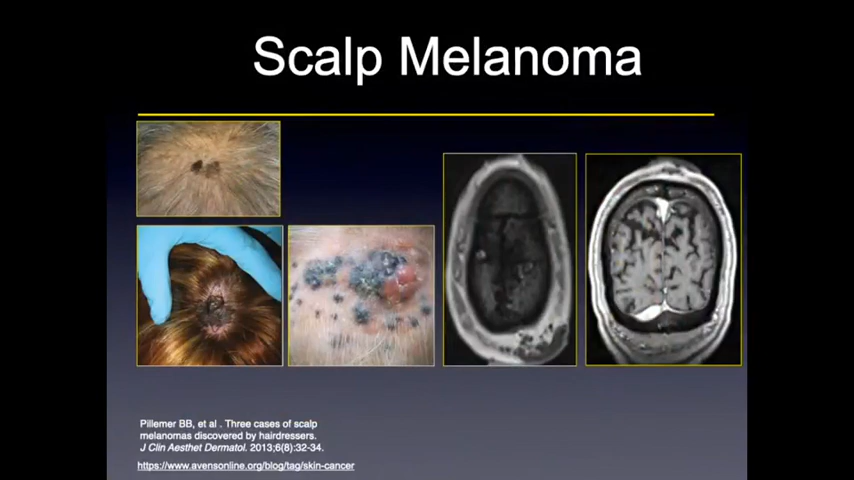 Scalp Melanoma
Pillemer BB, et al . Three cases of scalp
melanomas discovered by hairdressers.
J Clin Aesthet Dermatol. 2013;6(8):32-34.
https://www.avensonline.org/blog/tag/skin-cancer